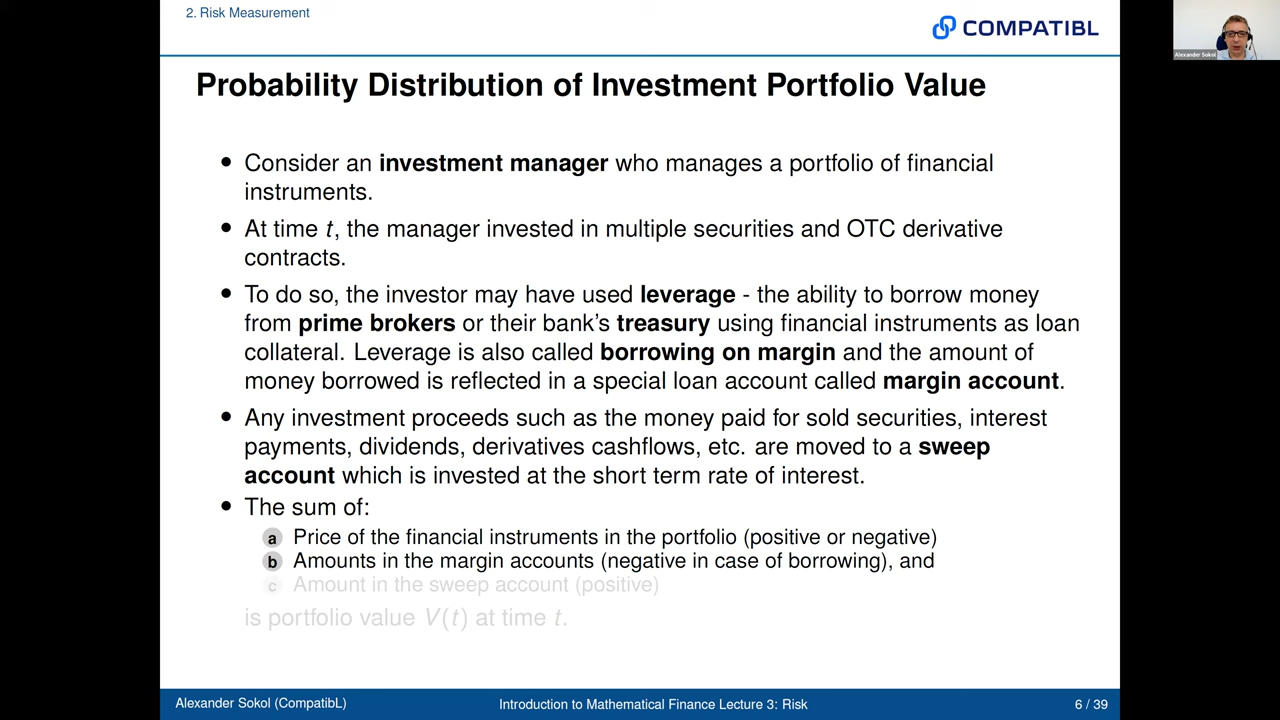 2. Risk Measurement
COMPATIBL
Alexander Sokol
Probability Distribution of Investment Portfolio Value
• Consider an investment manager who manages a portfolio of financial
instruments.
• At time t, the manager invested in multiple securities and OTC derivative
contracts.
• To do so, the investor may have used leverage - the ability to borrow money
from prime brokers or their bank's treasury using financial instruments as loan
collateral. Leverage is also called borrowing on margin and the amount of
money borrowed is reflected in a special loan account called margin account.
• Any investment proceeds such as the money paid for sold securities, interest
payments, dividends, derivatives cashflows, etc. are moved to a sweep
account which is invested at the short term rate of interest.
• The sum of:
a Price of the financial instruments in the portfolio (positive or negative)
b Amounts in the margin accounts (negative in case of borrowing), and
c Amount in the sweep account (positive)
is portfolio value V(t) at time t.
Alexander Sokol (CompatibL) Introduction to Mathematical Finance Lecture 3: Risk 6 / 39